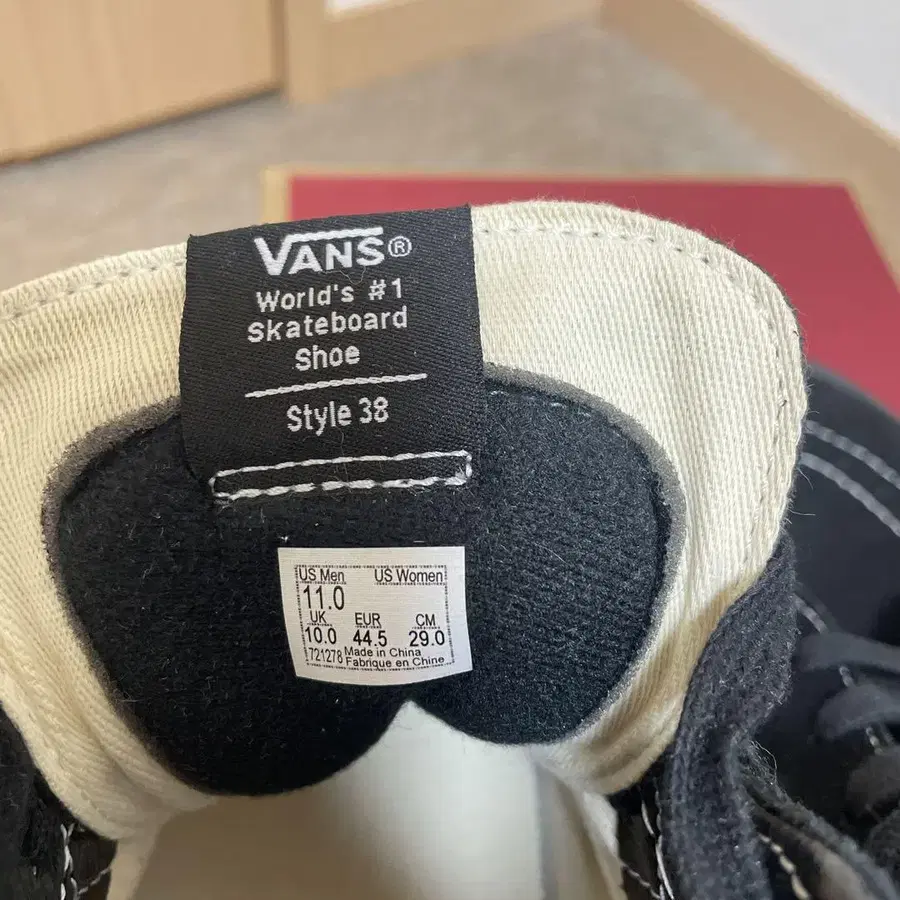 VANS®
World's #1
Skateboard
Shoe
Style 38
US Men US Women
11.0
UK EUR CM
10.0 44.5 29.0
721278 Made in China
Fabrique en Chine